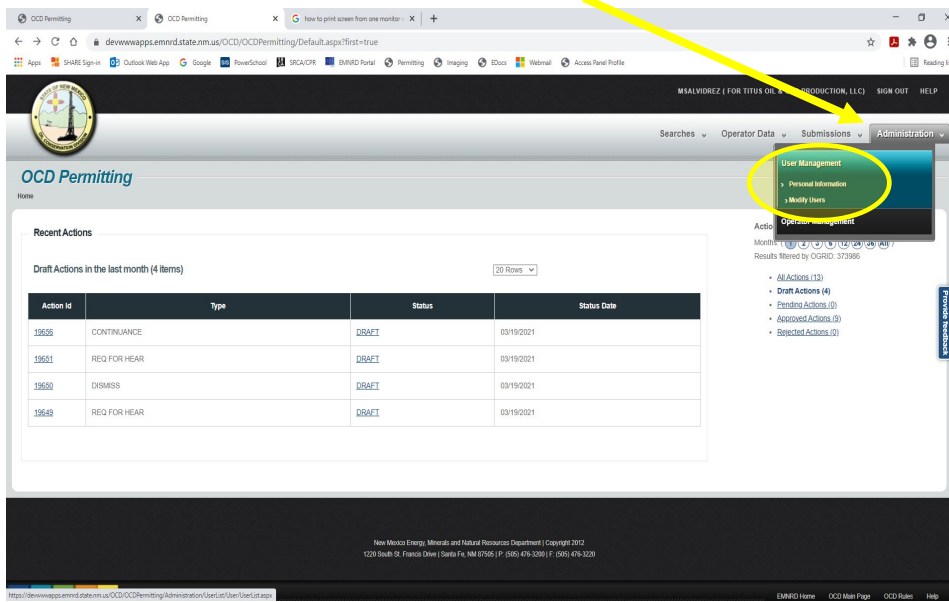 OCD Permitting
OCD Permitting
how to print screen from one monitor
devwwwapps.emnrd.state.nm.us/OCD/OCDPermitting/Default.aspx?first=true
Apps SHARE Sign-in Outlook Web App Google PowerSchool SRCA/CPR EMNRD Portal Permitting Imaging EDocs Webmail Access Panel Profile Reading li
MSALVIDREZ ( FOR TITUS OIL & PRODUCTION, LLC) SIGN OUT HELP
STATE OF NEW MEXICO
OIL CONSERVATION DIVISION
Searches Operator Data Submissions Administration
User Management
> Personal Information
> Modify Users
Operator Management
OCD Permitting
Home
Recent Actions
Draft Actions in the last month (4 items)
20 Rows
Action Id Type Status Status Date
19656 CONTINUANCE DRAFT 03/19/2021
19651 REQ FOR HEAR DRAFT 03/19/2021
19650 DISMISS DRAFT 03/19/2021
19649 REQ FOR HEAR DRAFT 03/19/2021
Actio
Months: ( 1 2 3 6 12 24 36 All )
Results filtered by OGRID: 373986
• All Actions (13)
• Draft Actions (4)
• Pending Actions (0)
• Approved Actions (9)
• Rejected Actions (0)
Provide feedback
New Mexico Energy, Minerals and Natural Resources Department | Copyright 2012
1220 South St. Francis Drive | Santa Fe, NM 87505 | P: (505) 476-3200 | F: (505) 476-3220
https://devwwwapps.emnrd.state.nm.us/OCD/OCDPermitting/Administration/UserList/User/UserList.aspx
EMNRD Home OCD Main Page OCD Rules Help